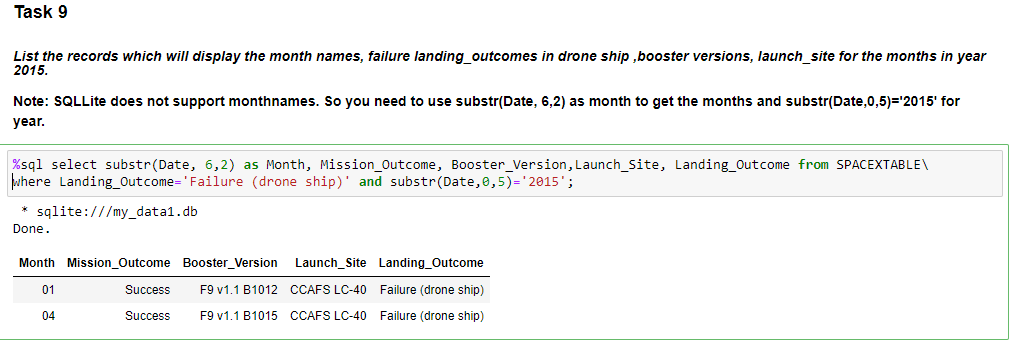 Task 9
List the records which will display the month names, failure landing_outcomes in drone ship ,booster versions, launch_site for the months in year
2015.
Note: SQLLite does not support monthnames. So you need to use substr(Date, 6,2) as month to get the months and substr(Date,0,5)='2015' for
year.
%sql select substr(Date, 6,2) as Month, Mission_Outcome, Booster_Version,Launch_Site, Landing_Outcome from SPACEXTABLE\
where Landing_Outcome='Failure (drone ship)' and substr(Date,0,5)='2015';
* sqlite:///my_data1.db
Done.
Month Mission_Outcome Booster_Version Launch_Site Landing_Outcome
01 Success F9 v1.1 B1012 CCAFS LC-40 Failure (drone ship)
04 Success F9 v1.1 B1015 CCAFS LC-40 Failure (drone ship)